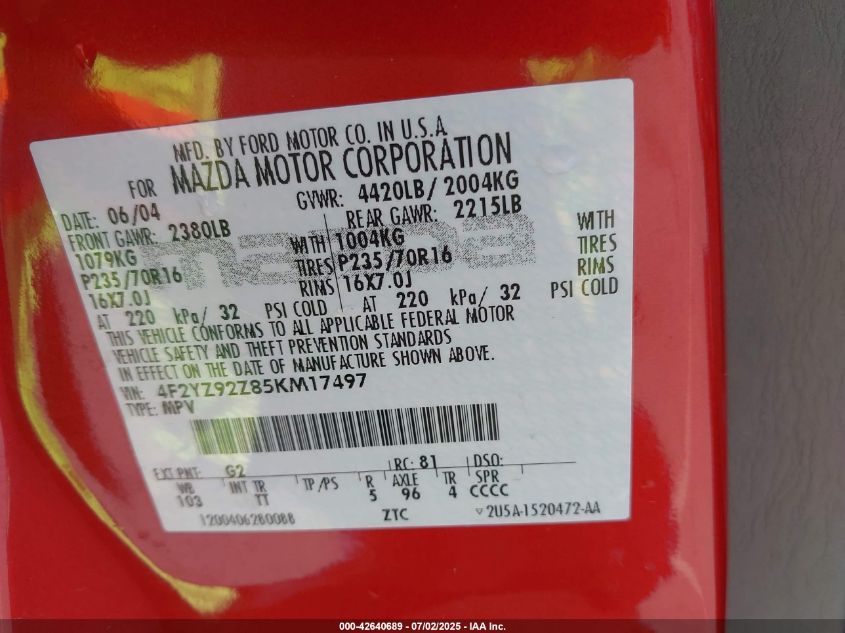 MFD. BY FORD MOTOR CO. IN U.S.A.
FOR MAZDA MOTOR CORPORATION
DATE: 06/04 GVWR: 4420LB/ 2004KG
FRONT GAWR: 2380LB REAR GAWR: 2215LB
1079KG WITH 1004KG WITH
P235/70R16 TIRES P235/70R16 TIRES
16X7.0J RIMS 16X7.0J RIMS
AT 220 kPa/ 32 PSI COLD AT 220 kPa/ 32 PSI COLD
THIS VEHICLE CONFORMS TO ALL APPLICABLE FEDERAL MOTOR
VEHICLE SAFETY AND THEFT PREVENTION STANDARDS
IN EFFECT ON THE DATE OF MANUFACTURE SHOWN ABOVE.
VIN: 4F2YZ92Z85KM17497
TYPE: MPV
mazda
EXT PNT: G2 RC: 81 DSO:
WB INT TR TP/PS R AXLE TR SPR
103 TT 5 96 4 CCCC
1200406280088 ZTC 2U5A-1520472-AA
000-42640689 - 07/02/2025 - IAA Inc.